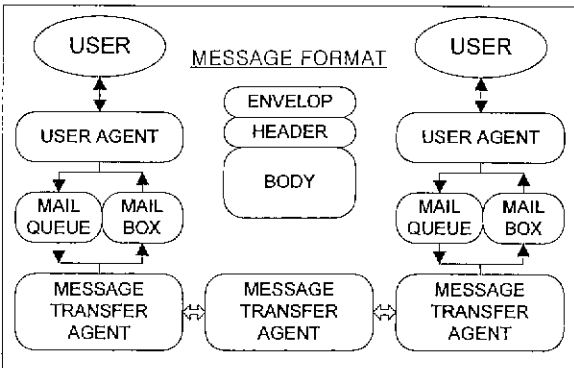 USER
MESSAGE FORMAT
USER
ENVELOP
HEADER
BODY
USER AGENT
USER AGENT
MAIL
QUEUE
MAIL
BOX
MAIL
QUEUE
MAIL
BOX
MESSAGE
TRANSFER
AGENT
MESSAGE
TRANSFER
AGENT
MESSAGE
TRANSFER
AGENT